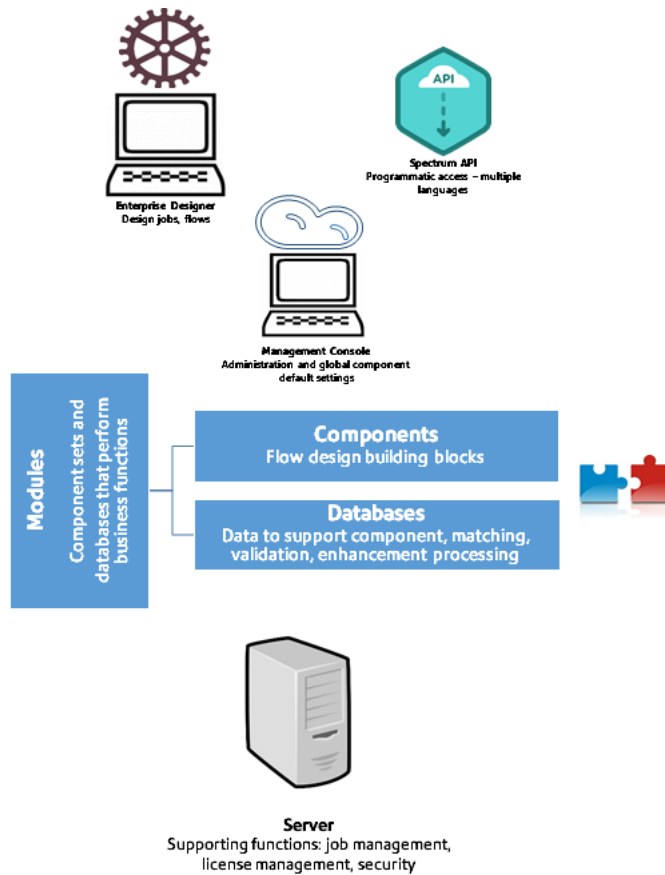 Enterprise Designer
Design jobs, flows
API
Spectrum API
Programmatic access – multiple
languages
Management Console
Administration and global component
default settings
Modules
Component sets and
databases that perform
business functions
Components
Flow design building blocks
Databases
Data to support component, matching,
validation, enhancement processing
Server
Supporting functions: job management,
license management, security